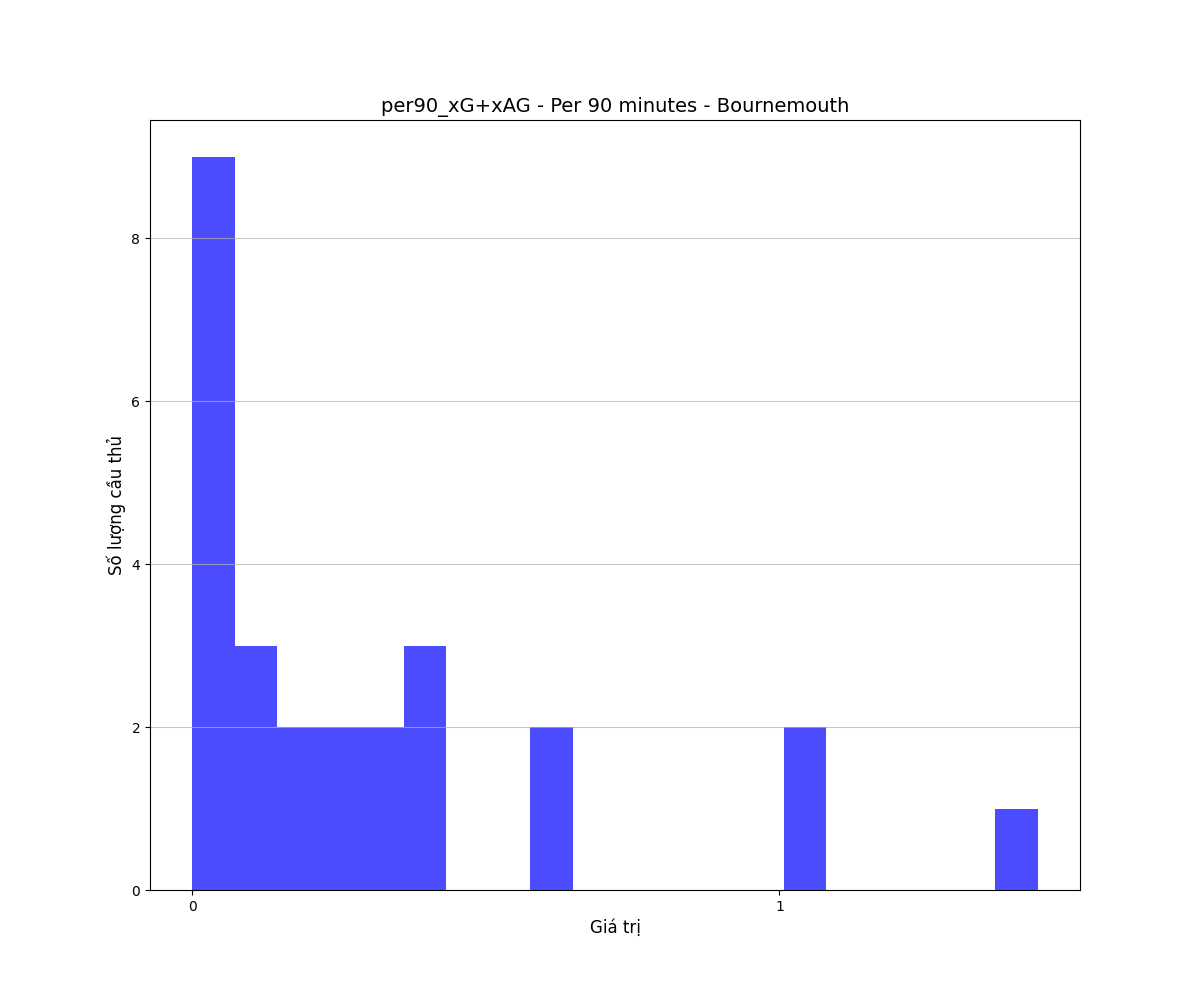 per90_xG+xAG - Per 90 minutes - Bournemouth
8
6
4
2
0
Số lượng cầu thủ
0 1
Giá trị